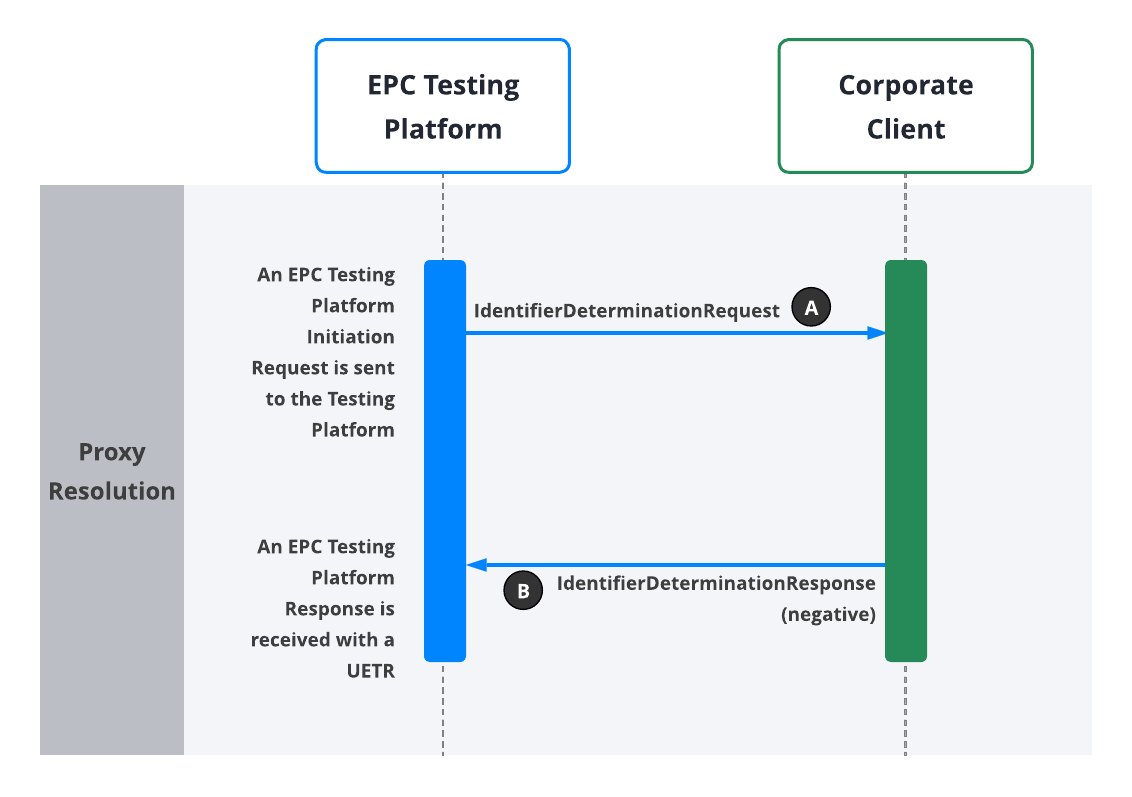 EPC Testing
Platform
Corporate
Client
An EPC Testing
Platform
Initiation
Request is sent
to the Testing
Platform
IdentifierDeterminationRequest
A
Proxy
Resolution
An EPC Testing
Platform
Response is
received with a
UETR
B
IdentifierDeterminationResponse
(negative)